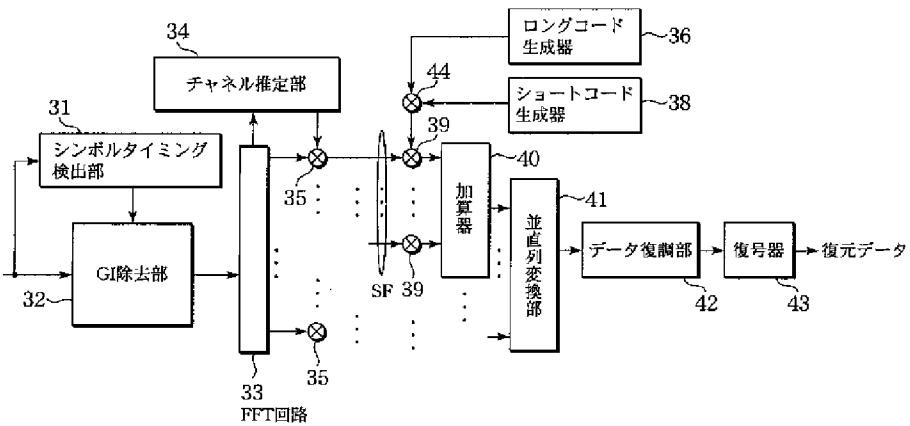 ロングコード
生成器
36
34
チャネル推定部
44
ショートコード
生成器
38
31
シンボルタイミング
検出部
39
40
35
41
加算器
並直列変換部
GI除去部
32
データ復調部
42
復号器
43
復元データ
SF
39
35
33
FFT回路